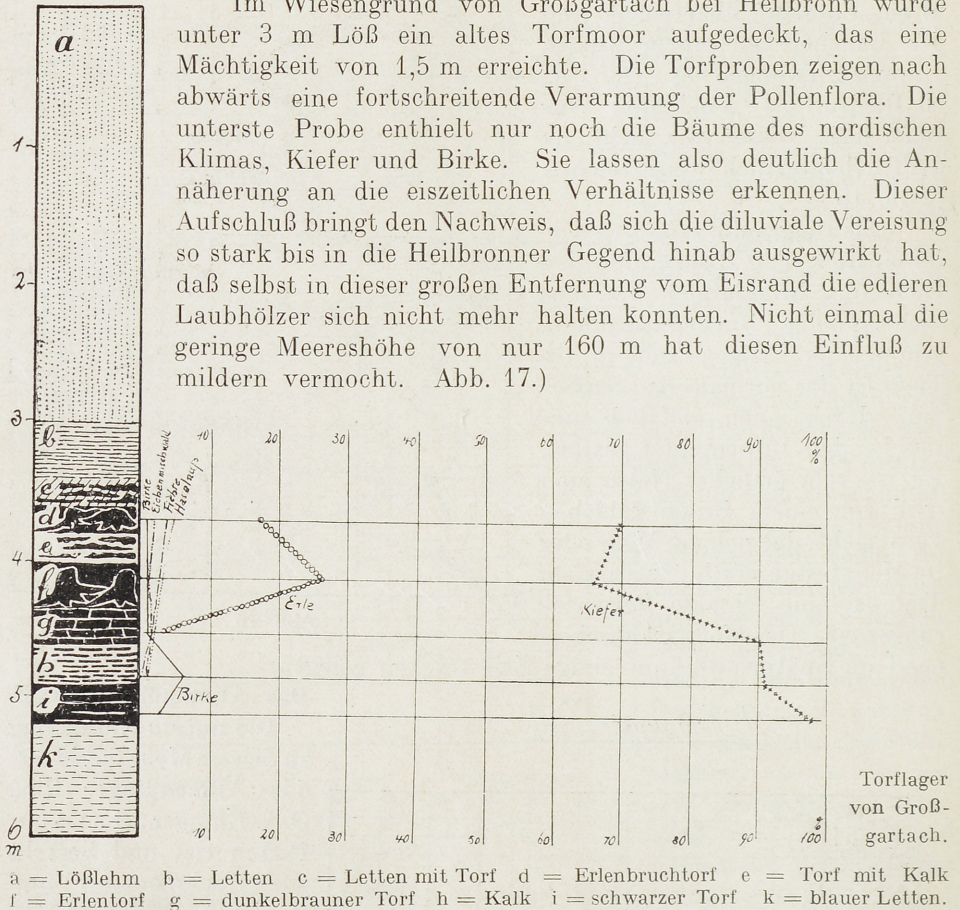 Im Wiesengrund von Großgartach bei Heilbronn wurde
unter 3 m Löß ein altes Torfmoor aufgedeckt, das eine
Mächtigkeit von 1,5 m erreichte. Die Torfproben zeigen nach
abwärts eine fortschreitende Verarmung der Pollenflora. Die
unterste Probe enthielt nur noch die Bäume des nordischen
Klimas, Kiefer und Birke. Sie lassen also deutlich die An-
näherung an die eiszeitlichen Verhältnisse erkennen. Dieser
Aufschluß bringt den Nachweis, daß sich die diluviale Vereisung
so stark bis in die Heilbronner Gegend hinab ausgewirkt hat,
daß selbst in dieser großen Entfernung vom Eisrand die edleren
Laubhölzer sich nicht mehr halten konnten. Nicht einmal die
geringe Meereshöhe von nur 160 m hat diesen Einfluß zu
mildern vermocht. Abb. 17.)
a
1
2
3
b
c
d
4
e
f
g
h
5
i
k
6
m
10 20 30 40 50 60 70 80 90 100
%
Birke
Eichenmischwald
Fichte
Haselnuß
Erle
Kiefer
Birke
10 20 30 40 50 60 70 80 90 100
%
Torflager
von Groß-
gartach.
a = Lößlehm b = Letten c = Letten mit Torf d = Erlenbruchtorf e = Torf mit Kalk
f = Erlentorf g = dunkelbrauner Torf h = Kalk i = schwarzer Torf k = blauer Letten.